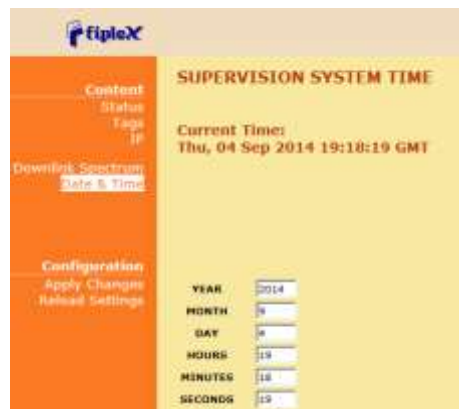 fipleX
Content
Status
Tags
IP
Downlink Spectrum
Date & Time
Configuration
Apply Changes
Reload Settings
SUPERVISION SYSTEM TIME
Current Time:
Thu, 04 Sep 2014 19:18:19 GMT
YEAR 2014
MONTH 9
DAY 4
HOURS 19
MINUTES 18
SECONDS 19